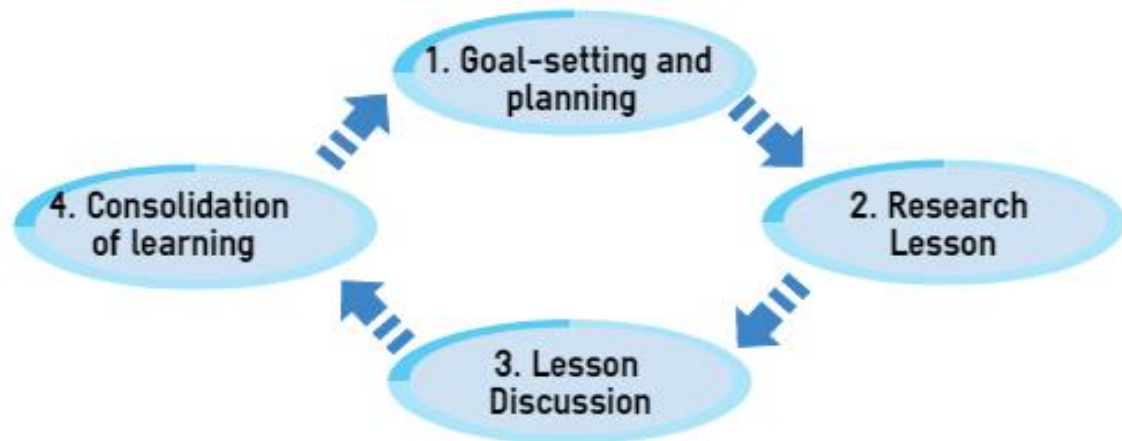 1. Goal-setting and
planning
2. Research
Lesson
3. Lesson
Discussion
4. Consolidation
of learning